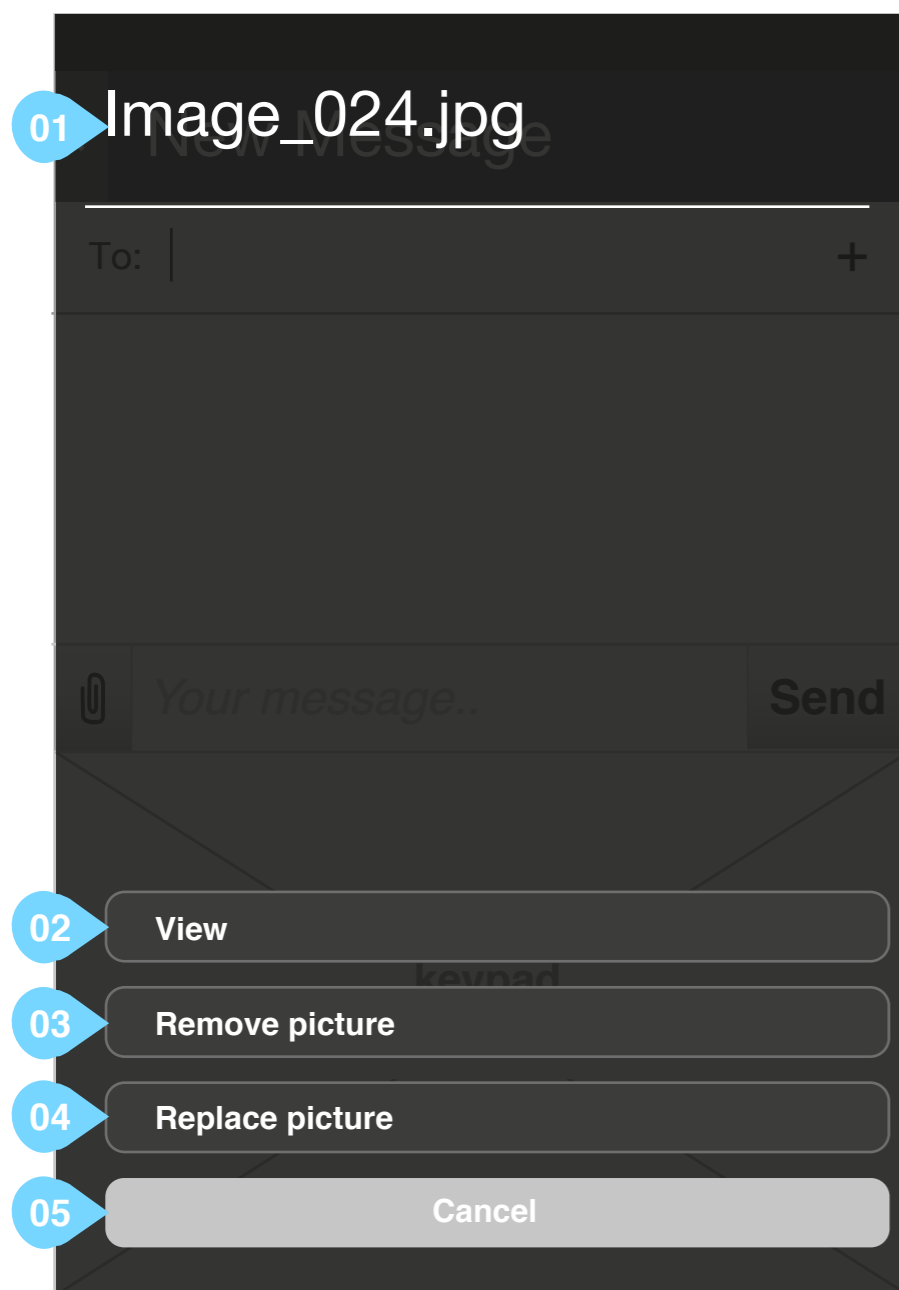 01
Image_024.jpg
New Message
To:
+
Your message..
Send
02
View
keypad
03
Remove picture
04
Replace picture
05
Cancel